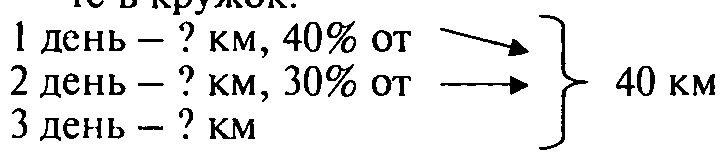 че в кружок.
1 день – ? км, 40% от
2 день – ? км, 30% от 40 км
3 день – ? км